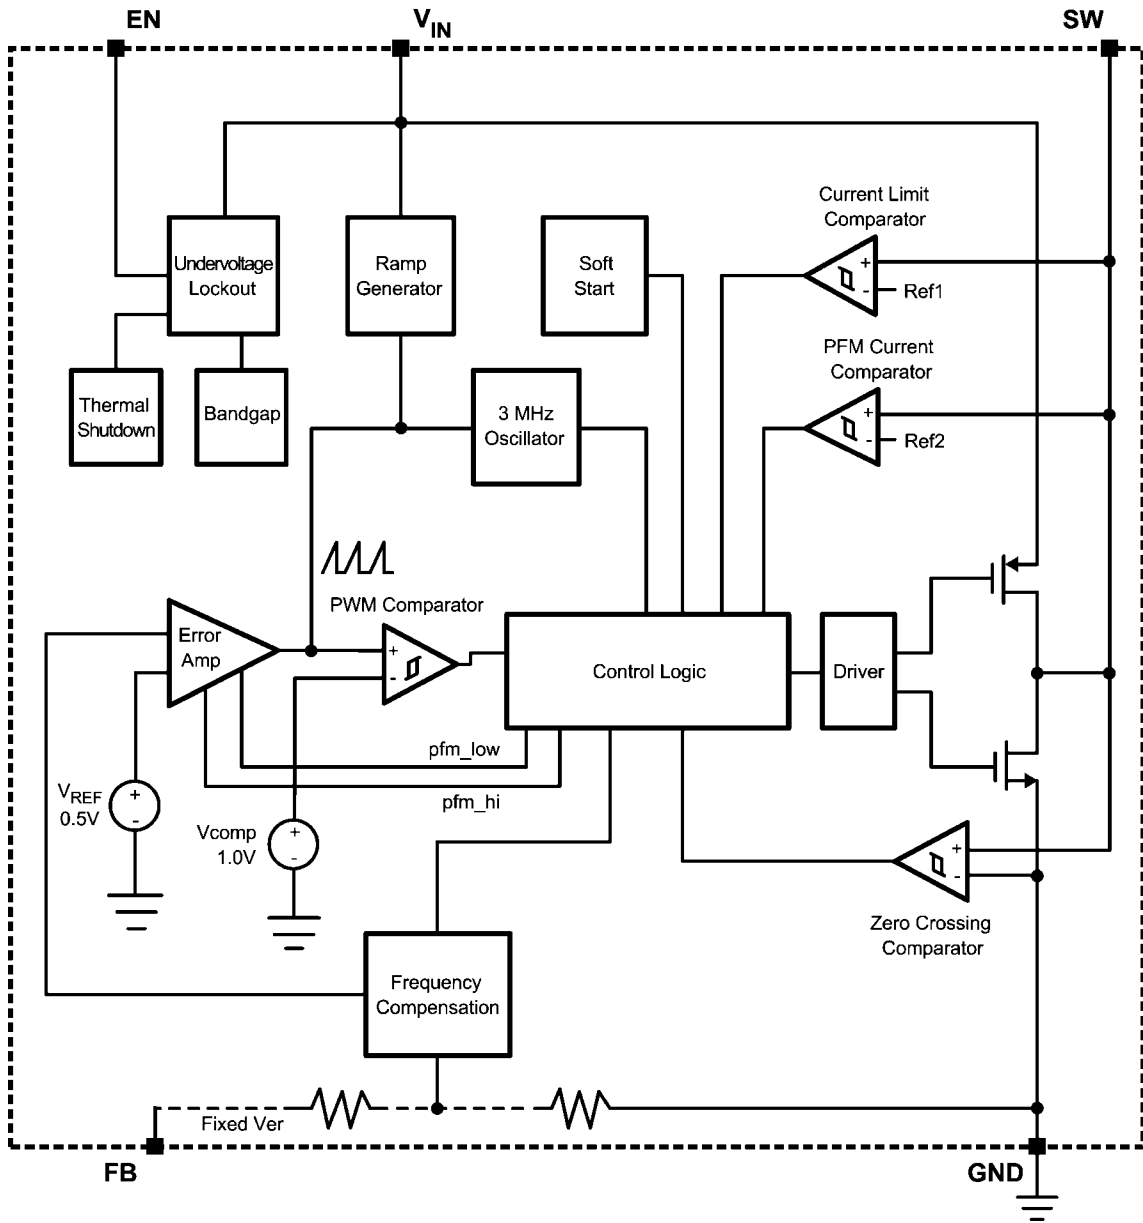 EN
VIN
SW
Current Limit
Comparator
+
-
Ref1
Undervoltage
Lockout
Ramp
Generator
Soft
Start
PFM Current
Comparator
+
-
Ref2
Thermal
Shutdown
Bandgap
3 MHz
Oscillator
PWM Comparator
Error
Amp
+
-
Control Logic
Driver
pfm_low
pfm_hi
VREF
0.5V
+
-
Vcomp
1.0V
+
-
+
-
Zero Crossing
Comparator
Frequency
Compensation
Fixed Ver
FB
GND